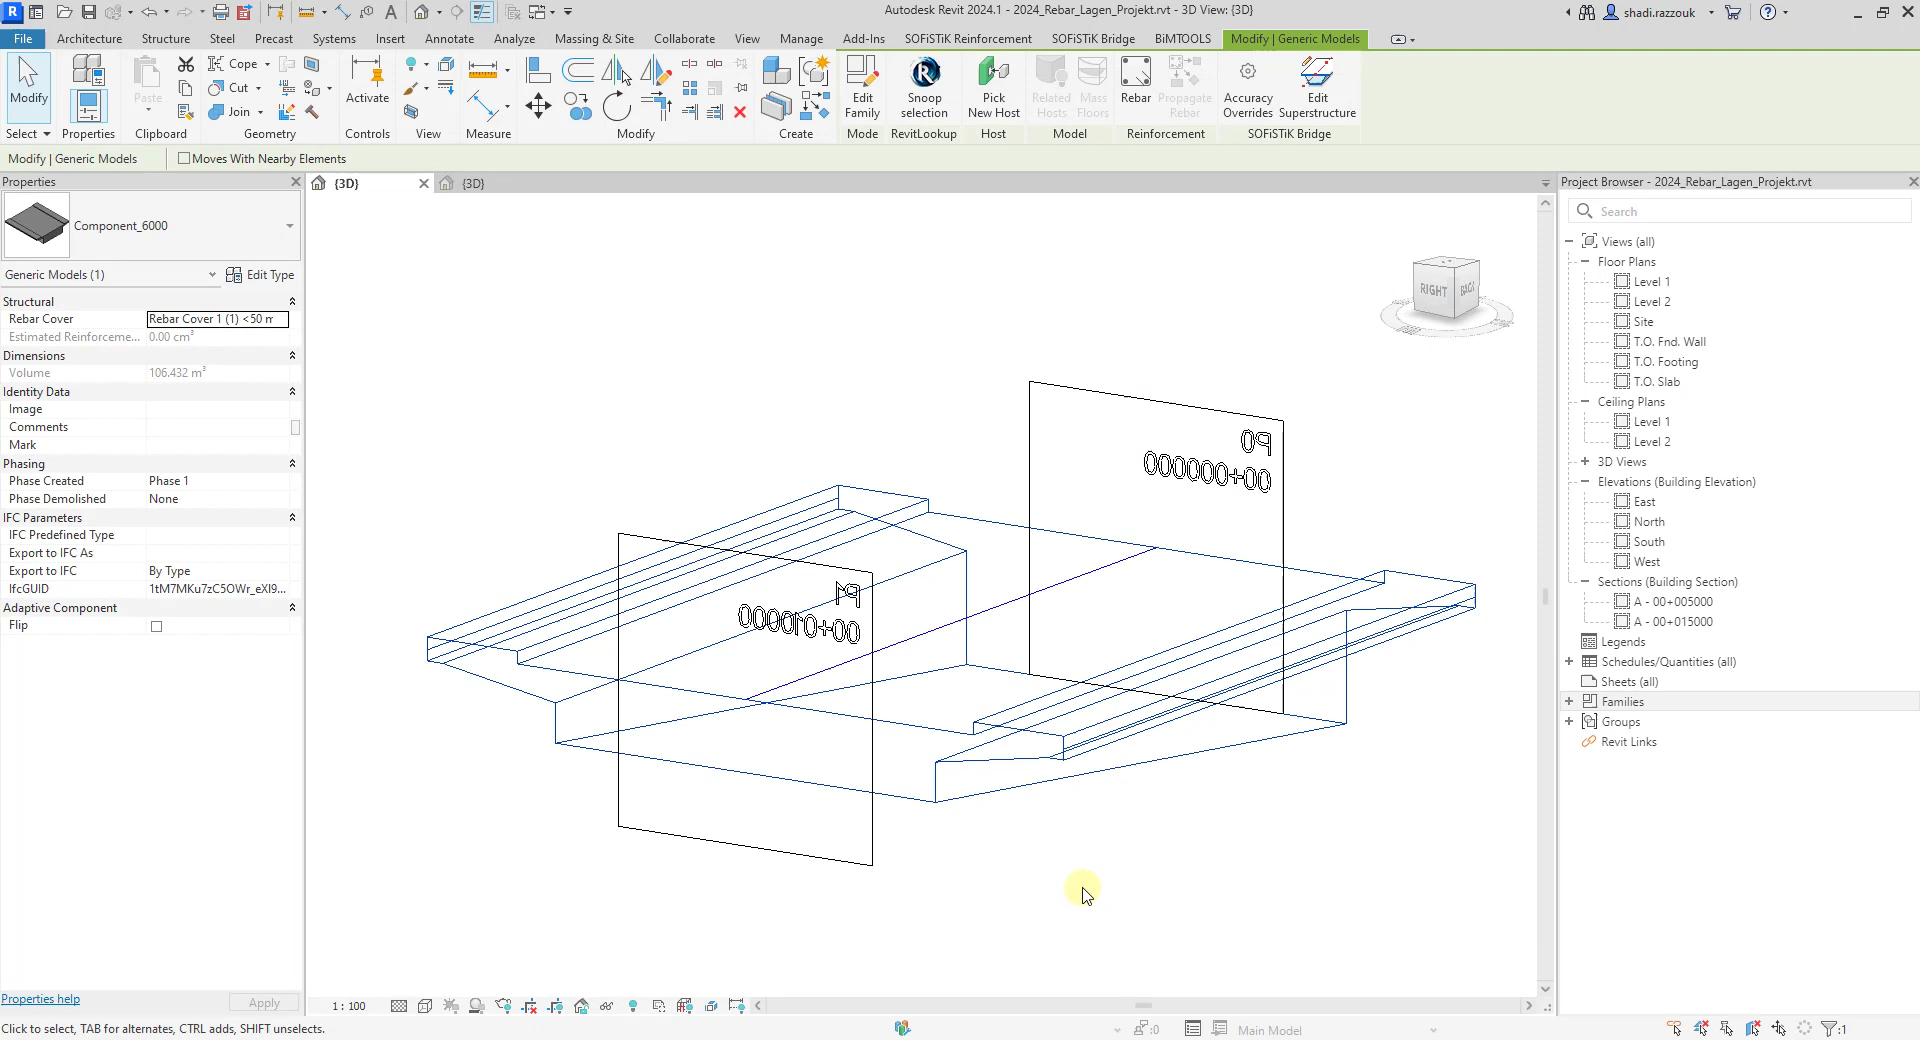 Autodesk Revit 2024.1 - 2024_Rebar_Lagen_Projekt.rvt - 3D View: {3D}
shadi.razzouk
File
Architecture
Structure
Steel
Precast
Systems
Insert
Annotate
Analyze
Massing & Site
Collaborate
View
Manage
Add-Ins
SOFiSTiK Reinforcement
SOFiSTiK Bridge
BiMTOOLS
Modify | Generic Models
Modify
Paste
Cope
Cut
Join
Activate
Edit
Family
Snoop
selection
Pick
New Host
Related
Hosts
Mass
Floors
Rebar
Propagate
Rebar
Accuracy
Overrides
Edit
Superstructure
Select
Properties
Clipboard
Geometry
Controls
View
Measure
Modify
Create
Mode
RevitLookup
Host
Model
Reinforcement
SOFiSTiK Bridge
Modify | Generic Models
Moves With Nearby Elements
Properties
Component_6000
Generic Models (1)
Edit Type
Structural
Rebar Cover
Rebar Cover 1 (1) <50 m
Estimated Reinforceme...
0.00 cm³
Dimensions
Volume
106.432 m³
Identity Data
Image
Comments
Mark
Phasing
Phase Created
Phase 1
Phase Demolished
None
IFC Parameters
IFC Predefined Type
Export to IFC As
Export to IFC
By Type
IfcGUID
1tM7MKu7zC5OWr_eXl9...
Adaptive Component
Flip
Properties help
Apply
{3D}
{3D}
RIGHT
BACK
P0
00+000000
P1
00+010000
1 : 100
Project Browser - 2024_Rebar_Lagen_Projekt.rvt
Search
Views (all)
Floor Plans
Level 1
Level 2
Site
T.O. Fnd. Wall
T.O. Footing
T.O. Slab
Ceiling Plans
Level 1
Level 2
3D Views
Elevations (Building Elevation)
East
North
South
West
Sections (Building Section)
A - 00+005000
A - 00+015000
Legends
Schedules/Quantities (all)
Sheets (all)
Families
Groups
Revit Links
Click to select, TAB for alternates, CTRL adds, SHIFT unselects.
:0
Main Model
:1